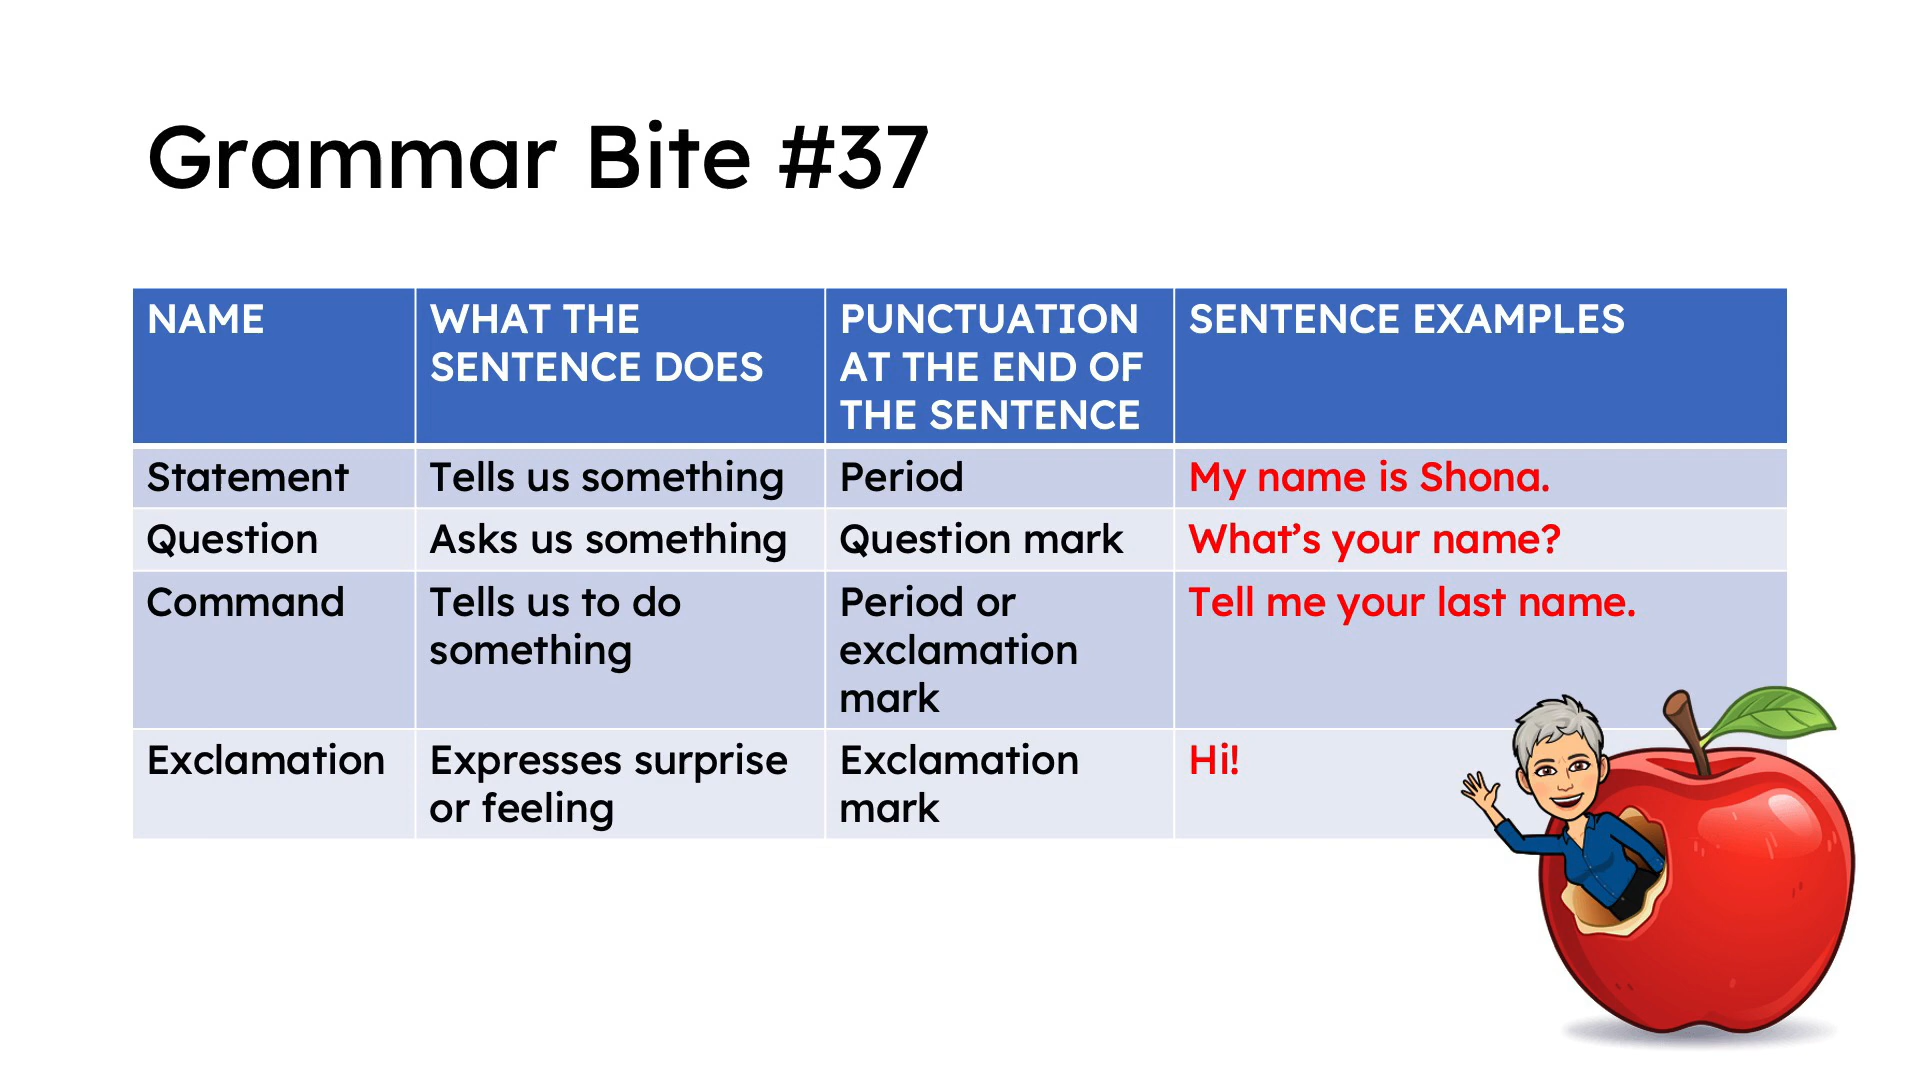 Grammar Bite #37
NAME
WHAT THE
SENTENCE DOES
PUNCTUATION
AT THE END OF
THE SENTENCE
SENTENCE EXAMPLES
Statement
Tells us something
Period
My name is Shona.
Question
Asks us something
Question mark
What’s your name?
Command
Tells us to do
something
Period or
exclamation
mark
Tell me your last name.
Exclamation
Expresses surprise
or feeling
Exclamation
mark
Hi!